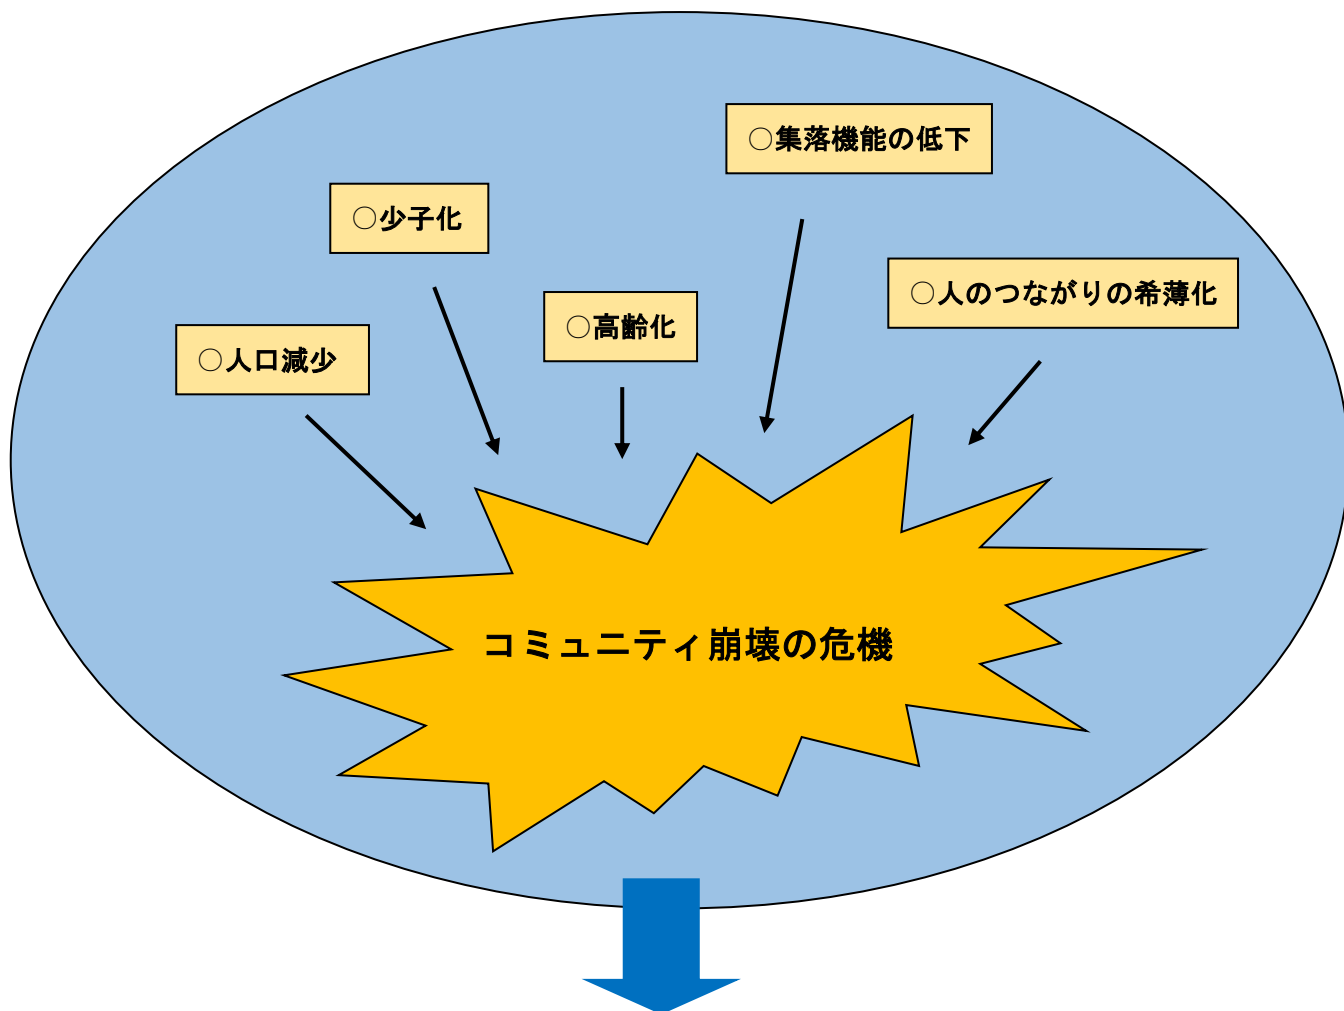 ○集落機能の低下
○少子化
○人のつながりの希薄化
○高齢化
○人口減少
コミュニティ崩壊の危機